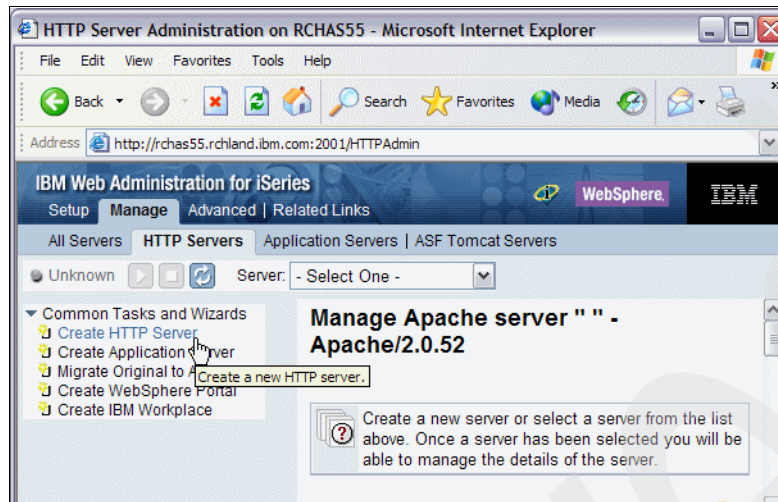 HTTP Server Administration on RCHAS55 - Microsoft Internet Explorer
File Edit View Favorites Tools Help
Back Search Favorites Media
Address http://rchas55.rchland.ibm.com:2001/HTTPAdmin
IBM Web Administration for iSeries
WebSphere. IBM
Setup Manage Advanced | Related Links
All Servers HTTP Servers Application Servers | ASF Tomcat Servers
Unknown Server: - Select One -
Common Tasks and Wizards
Create HTTP Server
Create Application Server
Migrate Original to A
Create a new HTTP server.
Create WebSphere Portal
Create IBM Workplace
Manage Apache server " " -
Apache/2.0.52
Create a new server or select a server from the list
above. Once a server has been selected you will be
able to manage the details of the server.